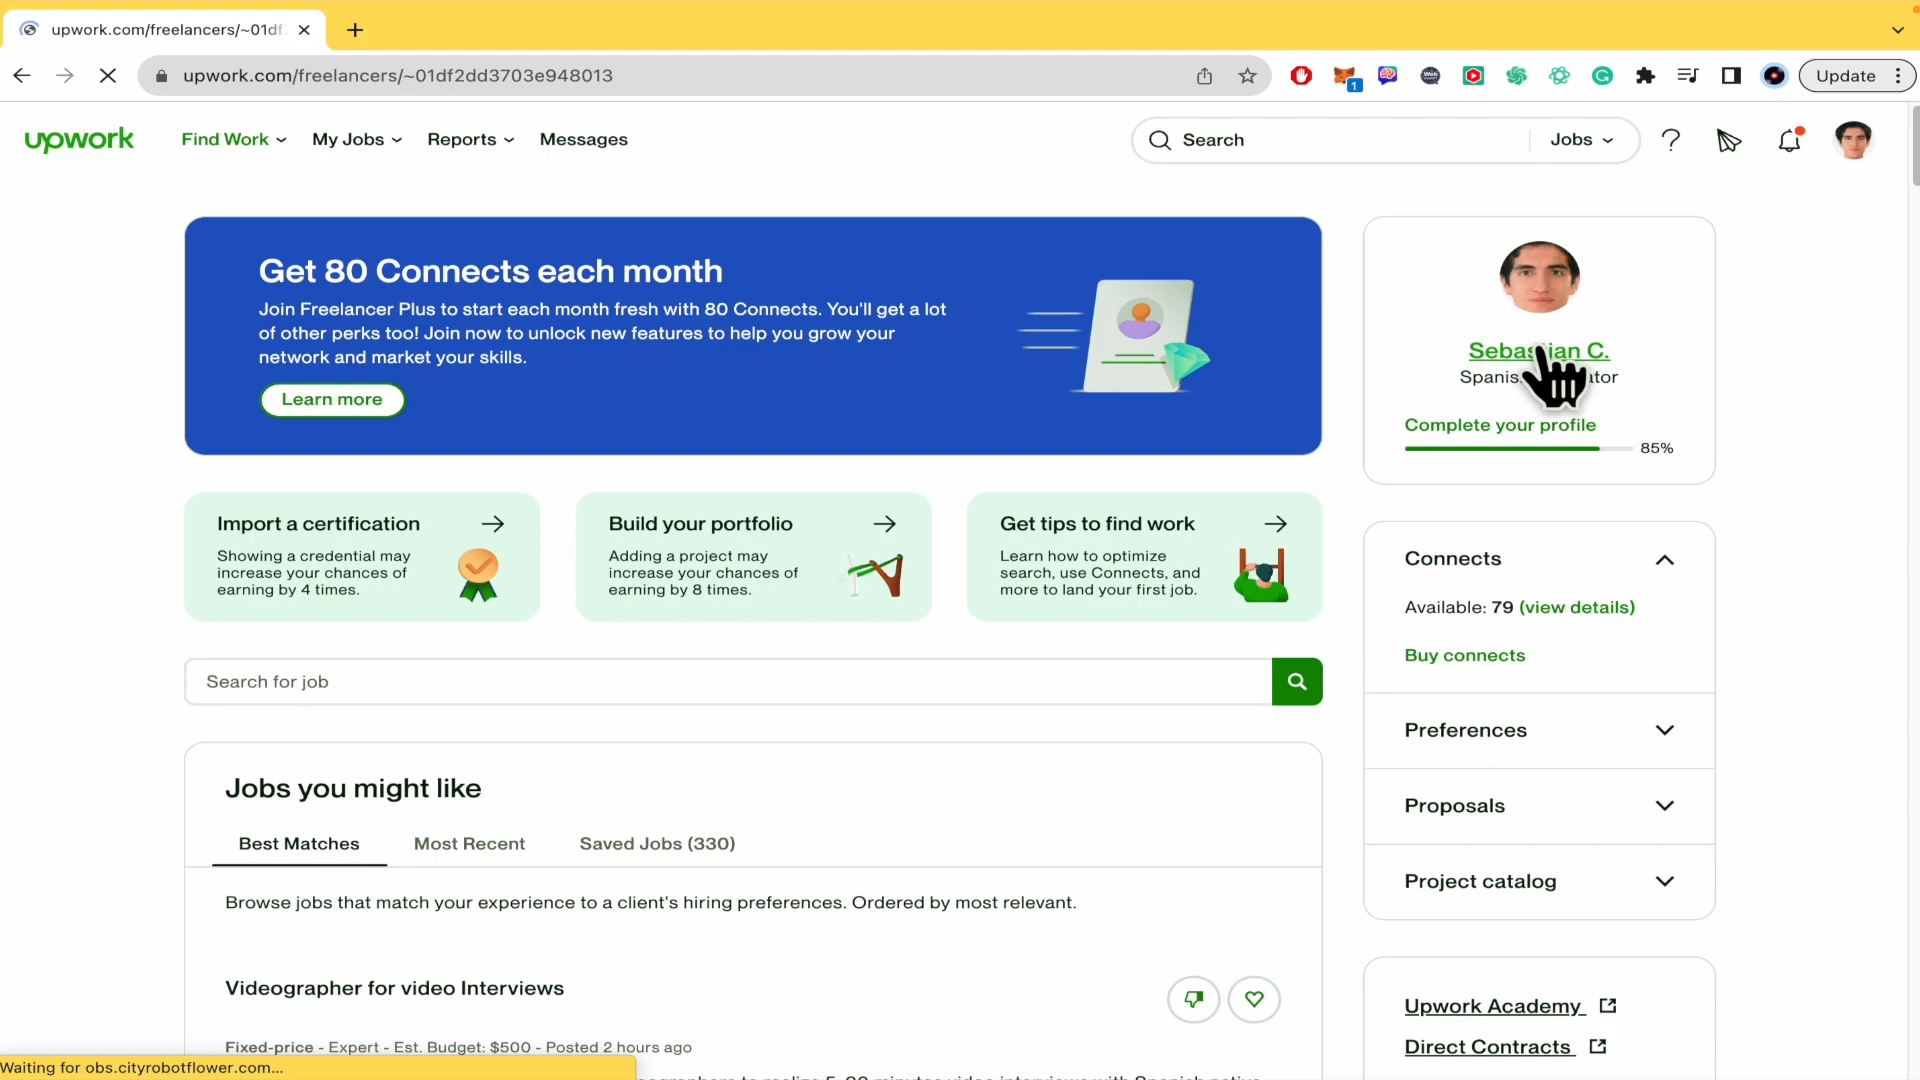 upwork.com/freelancers/~01df
upwork.com/freelancers/~01df2dd3703e948013
1
Update
upwork
Find Work
My Jobs
Reports
Messages
Search
Jobs
Get 80 Connects each month
Join Freelancer Plus to start each month fresh with 80 Connects. You'll get a lot
of other perks too! Join now to unlock new features to help you grow your
network and market your skills.
Learn more
Sebastian C.
Complete your profile
85%
Import a certification
Showing a credential may
increase your chances of
earning by 4 times.
Build your portfolio
Adding a project may
increase your chances of
earning by 8 times.
Get tips to find work
Learn how to optimize
search, use Connects, and
more to land your first job.
Connects
Available: 79 (view details)
Buy connects
Search for job
Preferences
Proposals
Project catalog
Jobs you might like
Best Matches
Most Recent
Saved Jobs (330)
Browse jobs that match your experience to a client's hiring preferences. Ordered by most relevant.
Videographer for video Interviews
Fixed-price - Expert - Est. Budget: $500 - Posted 2 hours ago
Upwork Academy
Direct Contracts
Waiting for obs.cityrobotflower.com...